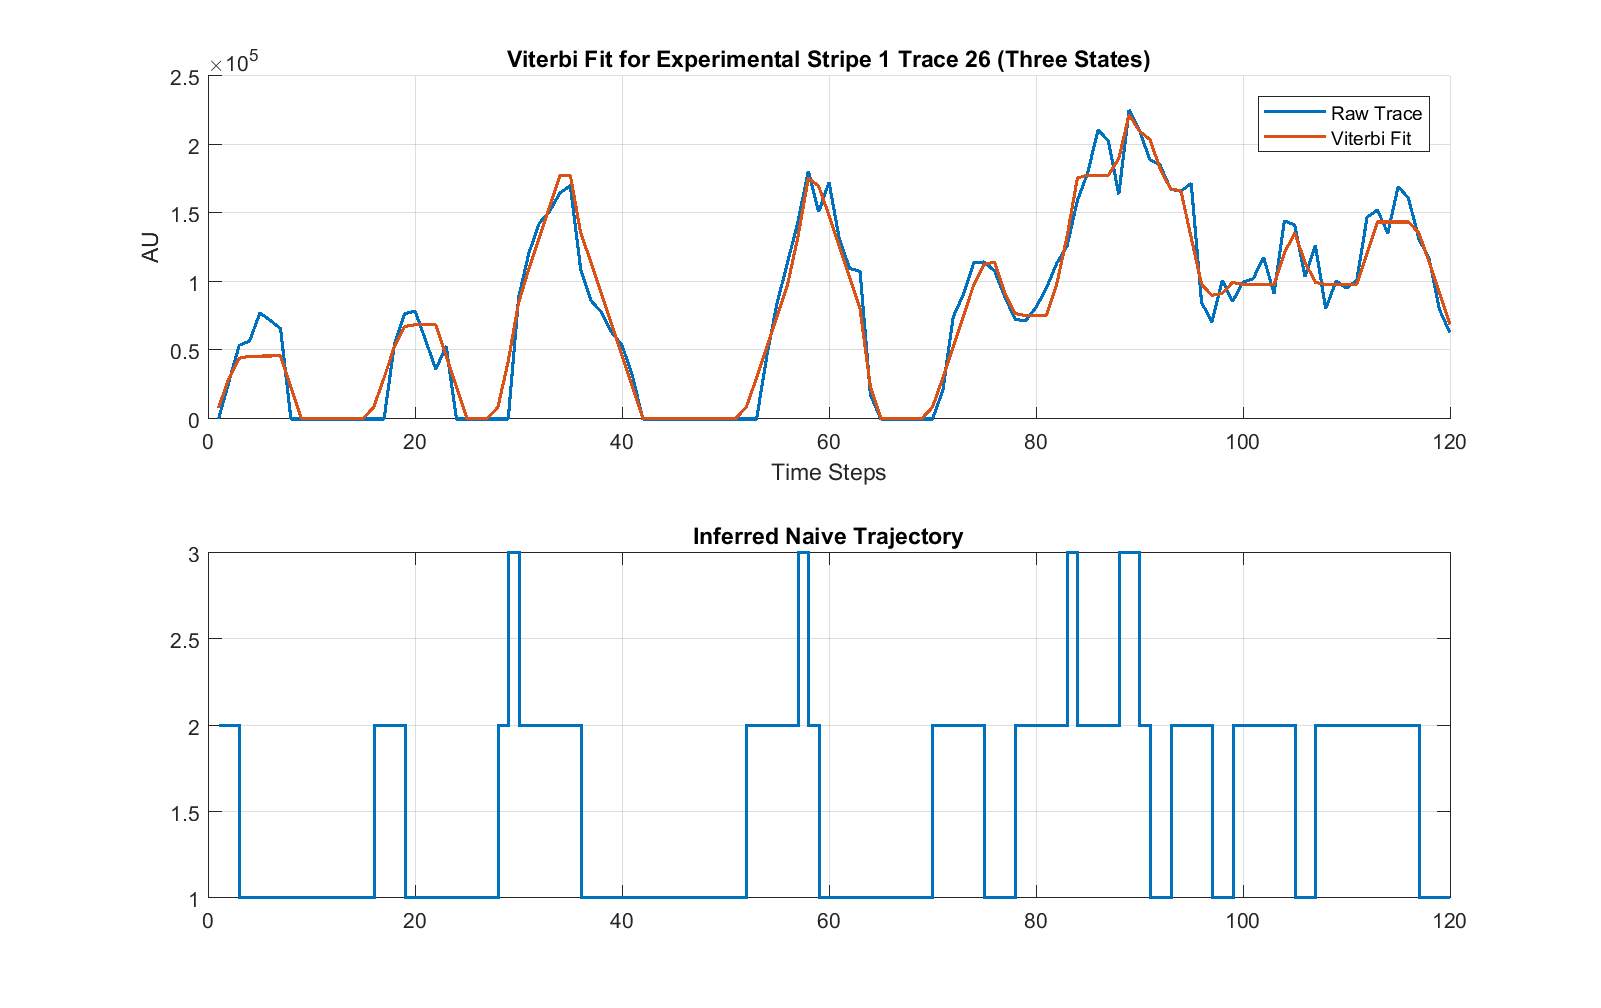 Viterbi Fit for Experimental Stripe 1 Trace 26 (Three States)
×10^5
2.5
2
1.5
1
0.5
0
AU
Raw Trace
Viterbi Fit
0 20 40 60 80 100 120
Time Steps
Inferred Naive Trajectory
3
2.5
2
1.5
1
0 20 40 60 80 100 120